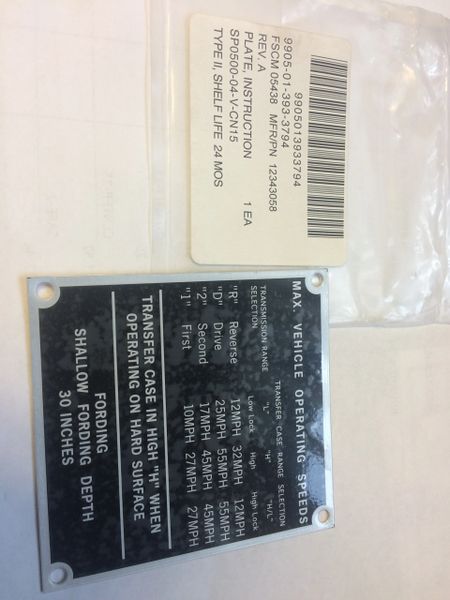 9905013933794
9905-01-393-3794
FSCM 05438 MFR/PN 12343058
REV. A
PLATE, INSTRUCTION 1 EA
SP0500-04-V-CN15
TYPE II, SHELF LIFE 24 MOS
MAX. VEHICLE OPERATING SPEEDS
TRANSMISSION RANGE TRANSFER CASE RANGE SELECTION
SELECTION "L" "H" "H/L"
Low Lock High High Lock
"R" Reverse 12MPH 32MPH 12MPH
"D" Drive 25MPH 55MPH 55MPH
"2" Second 17MPH 45MPH 45MPH
"1" First 10MPH 27MPH 27MPH
TRANSFER CASE IN HIGH "H" WHEN
OPERATING ON HARD SURFACE
FORDING
SHALLOW FORDING DEPTH
30 INCHES